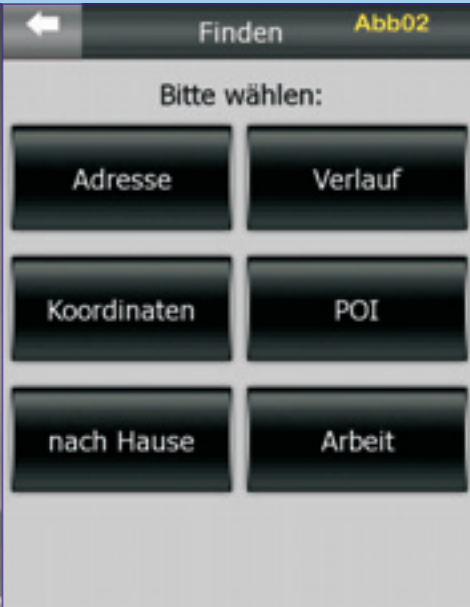 Finden Abb02
Bitte wählen:
Adresse Verlauf
Koordinaten POI
nach Hause Arbeit